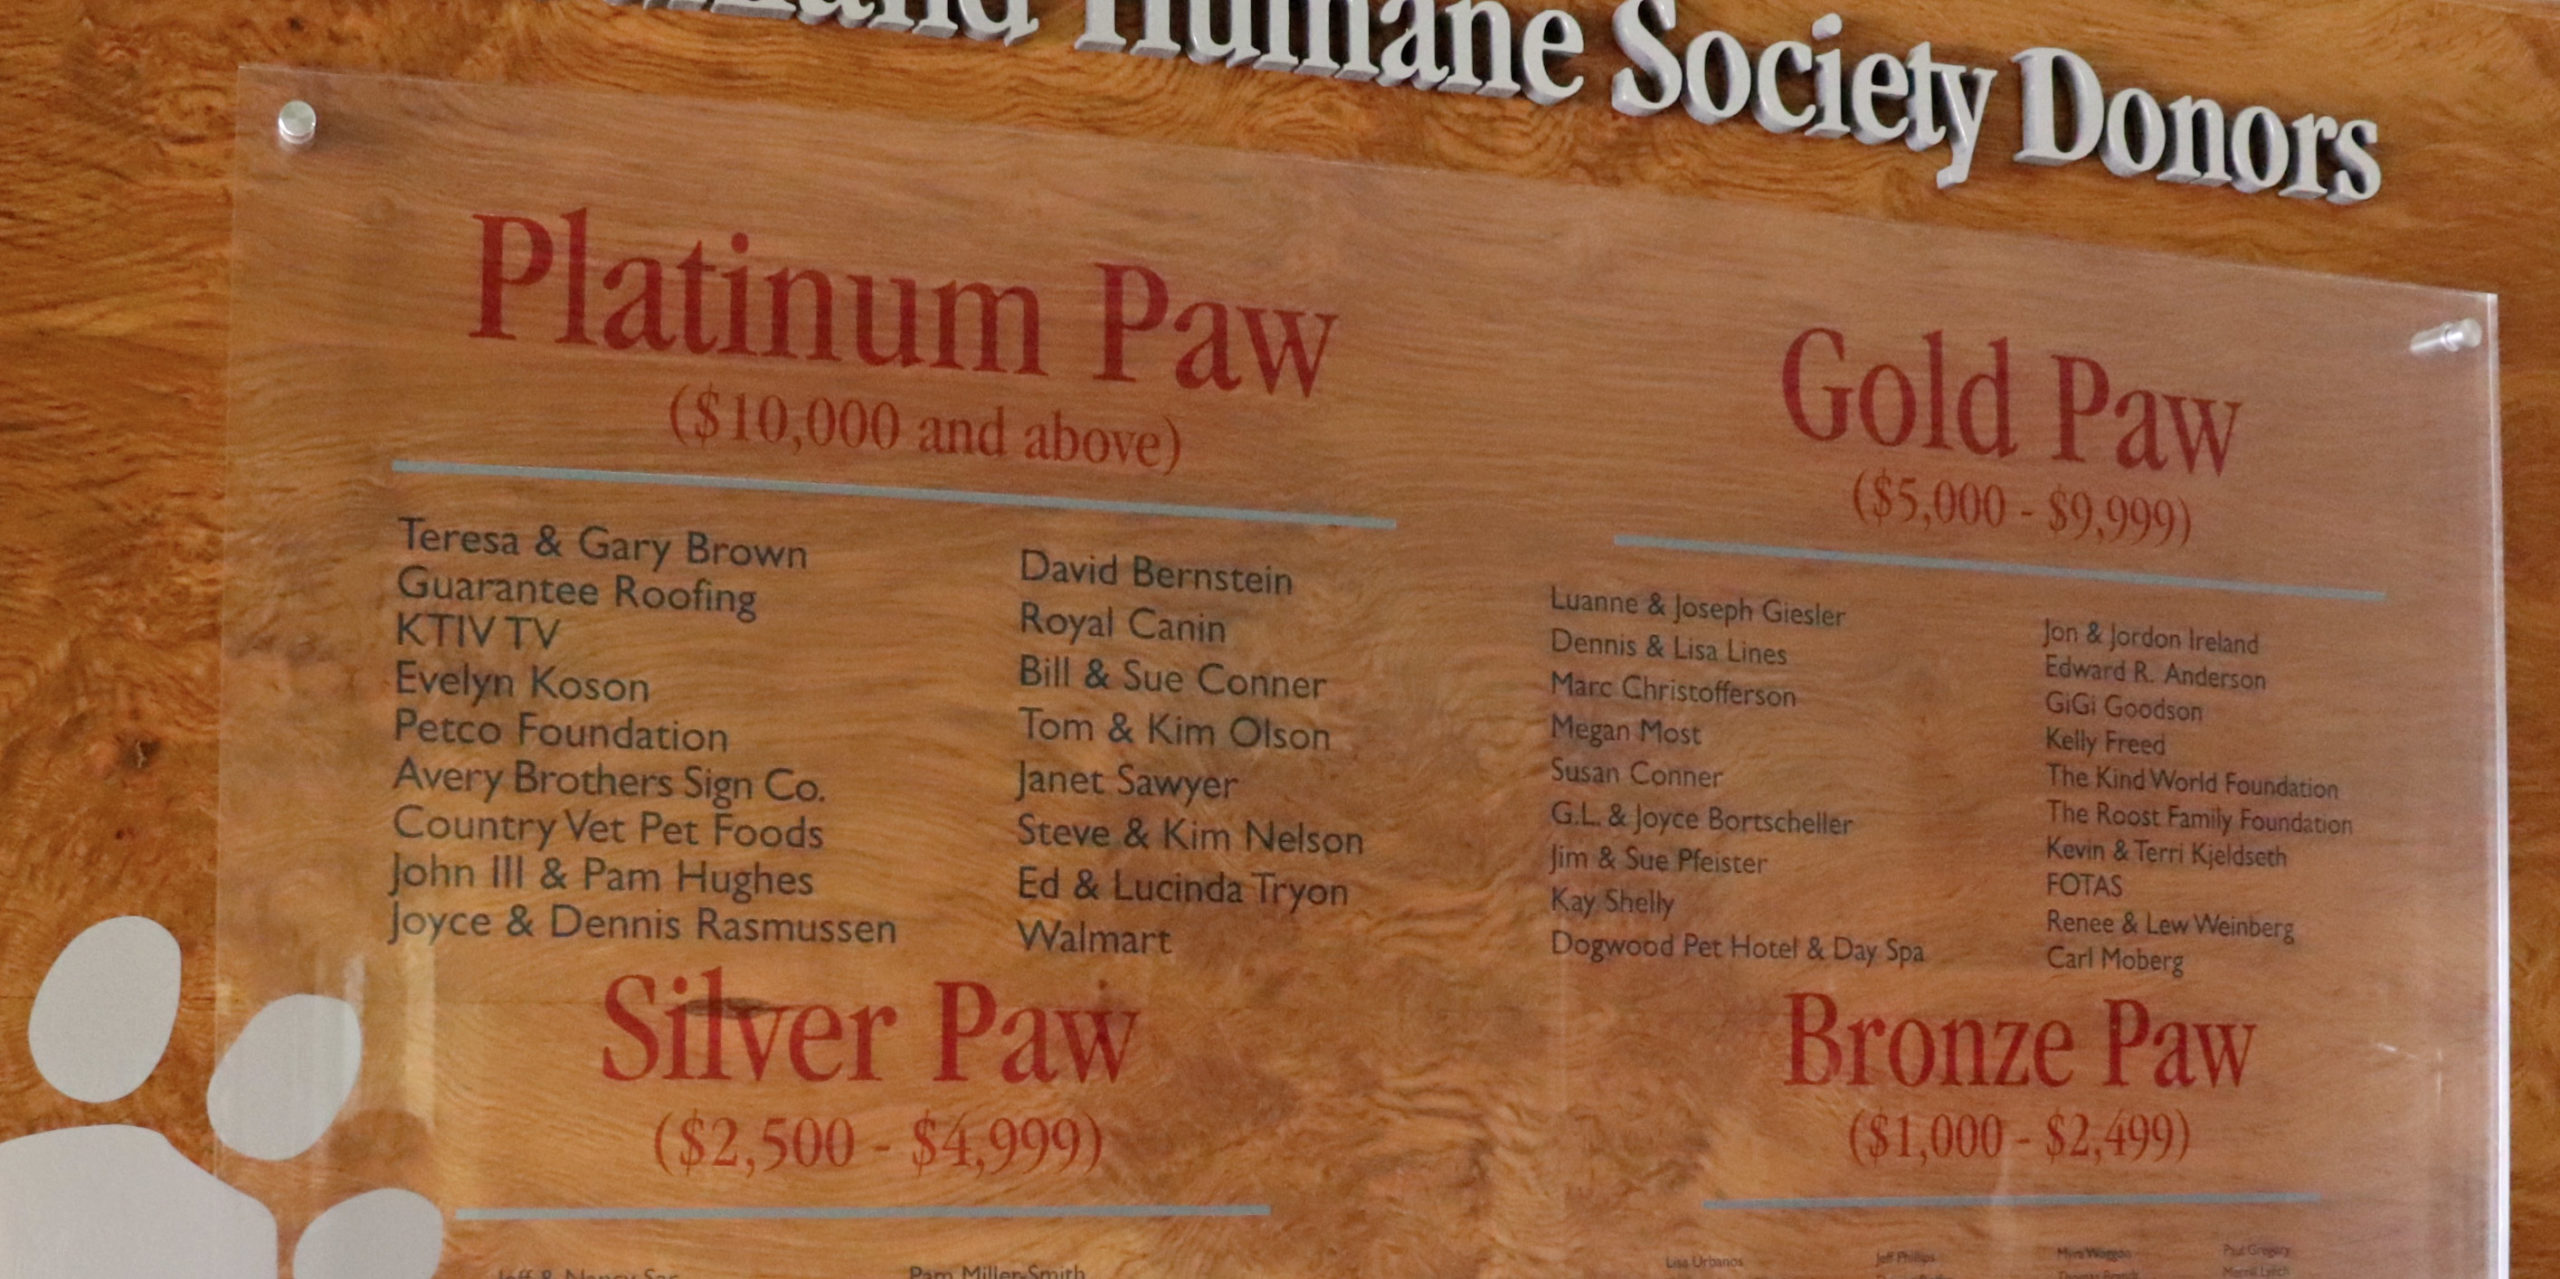 Humane Society Donors
Platinum Paw
($10,000 and above)
Teresa & Gary Brown
Guarantee Roofing
KTIV TV
Evelyn Koson
Petco Foundation
Avery Brothers Sign Co.
Country Vet Pet Foods
John III & Pam Hughes
Joyce & Dennis Rasmussen
David Bernstein
Royal Canin
Bill & Sue Conner
Tom & Kim Olson
Janet Sawyer
Steve & Kim Nelson
Ed & Lucinda Tryon
Walmart
Gold Paw
($5,000 - $9,999)
Luanne & Joseph Giesler
Dennis & Lisa Lines
Marc Christofferson
Megan Most
Susan Conner
G.L. & Joyce Bortscheller
Jim & Sue Pfeister
Kay Shelly
Dogwood Pet Hotel & Day Spa
Jon & Jordon Ireland
Edward R. Anderson
GiGi Goodson
Kelly Freed
The Kind World Foundation
The Roost Family Foundation
Kevin & Terri Kjeldseth
FOTAS
Renee & Lew Weinberg
Carl Moberg
Silver Paw
($2,500 - $4,999)
Pam Miller-Smith
Bronze Paw
($1,000 - $2,499)
Lisa Urbanos
Jeff Phillips
Paul Gregory
Merrill Lynch